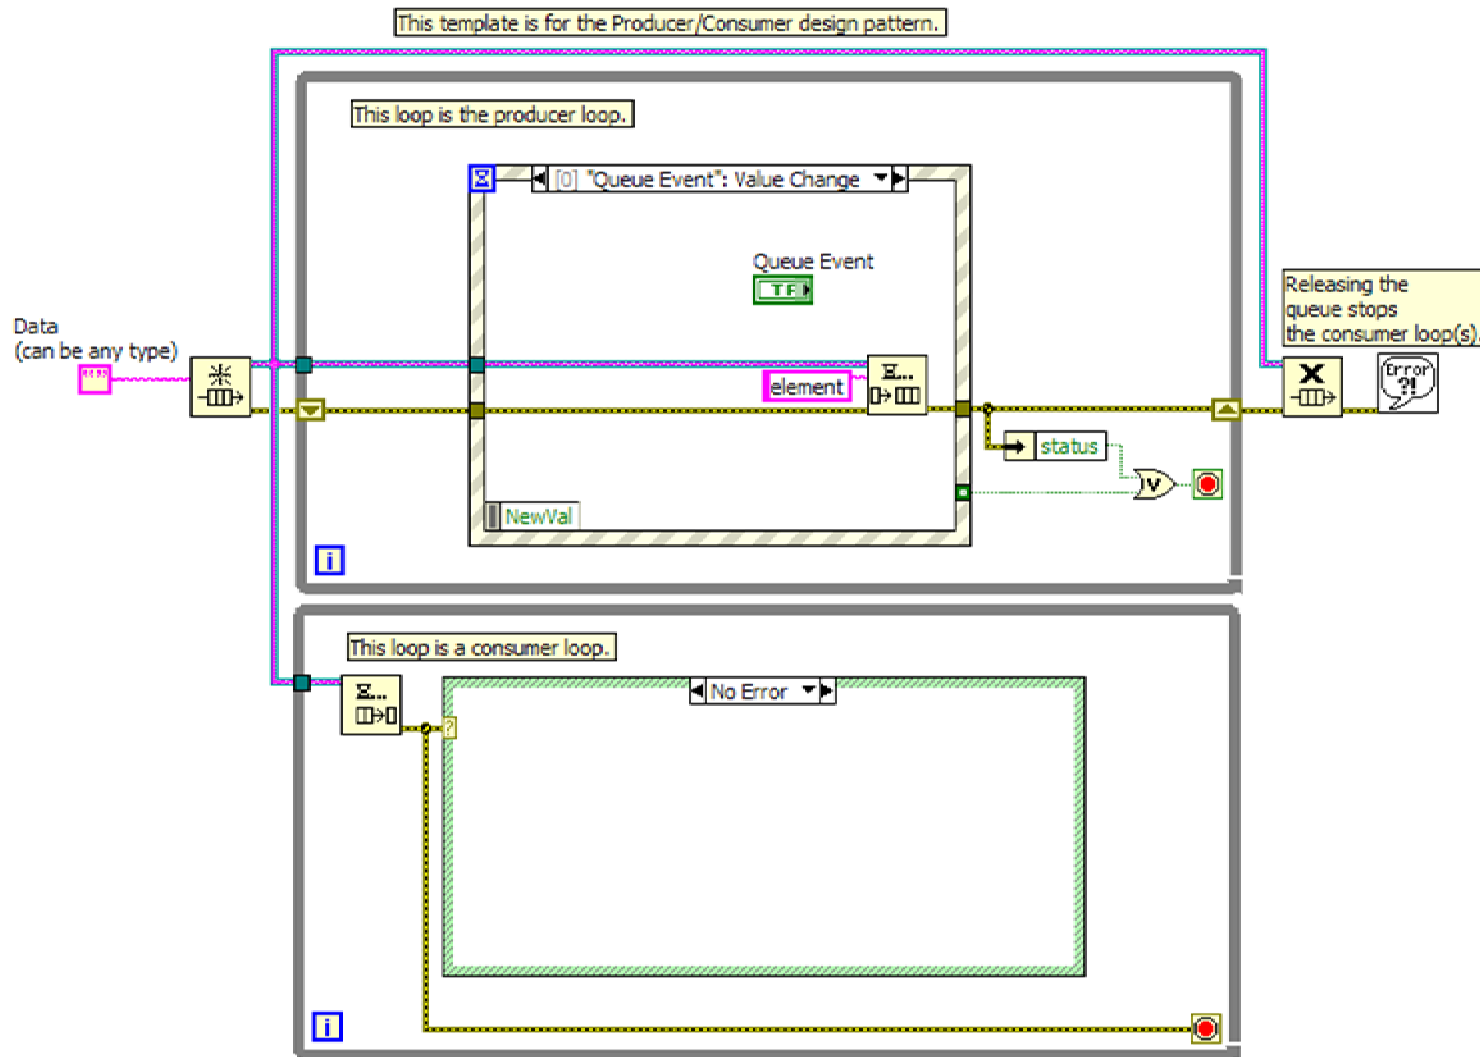 This template is for the Producer/Consumer design pattern.
This loop is the producer loop.
[0] "Queue Event": Value Change
Queue Event
TF
Data
(can be any type)
element
Releasing the
queue stops
the consumer loop(s).
Error
?!
status
V
NewVal
i
This loop is a consumer loop.
No Error
?
i